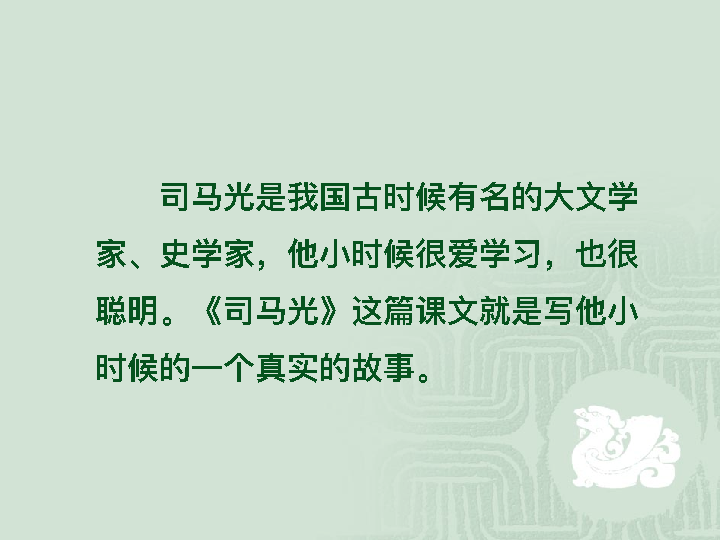 司马光是我国古时候有名的大文学
家、史学家，他小时候很爱学习，也很
聪明。《司马光》这篇课文就是写他小
时候的一个真实的故事。